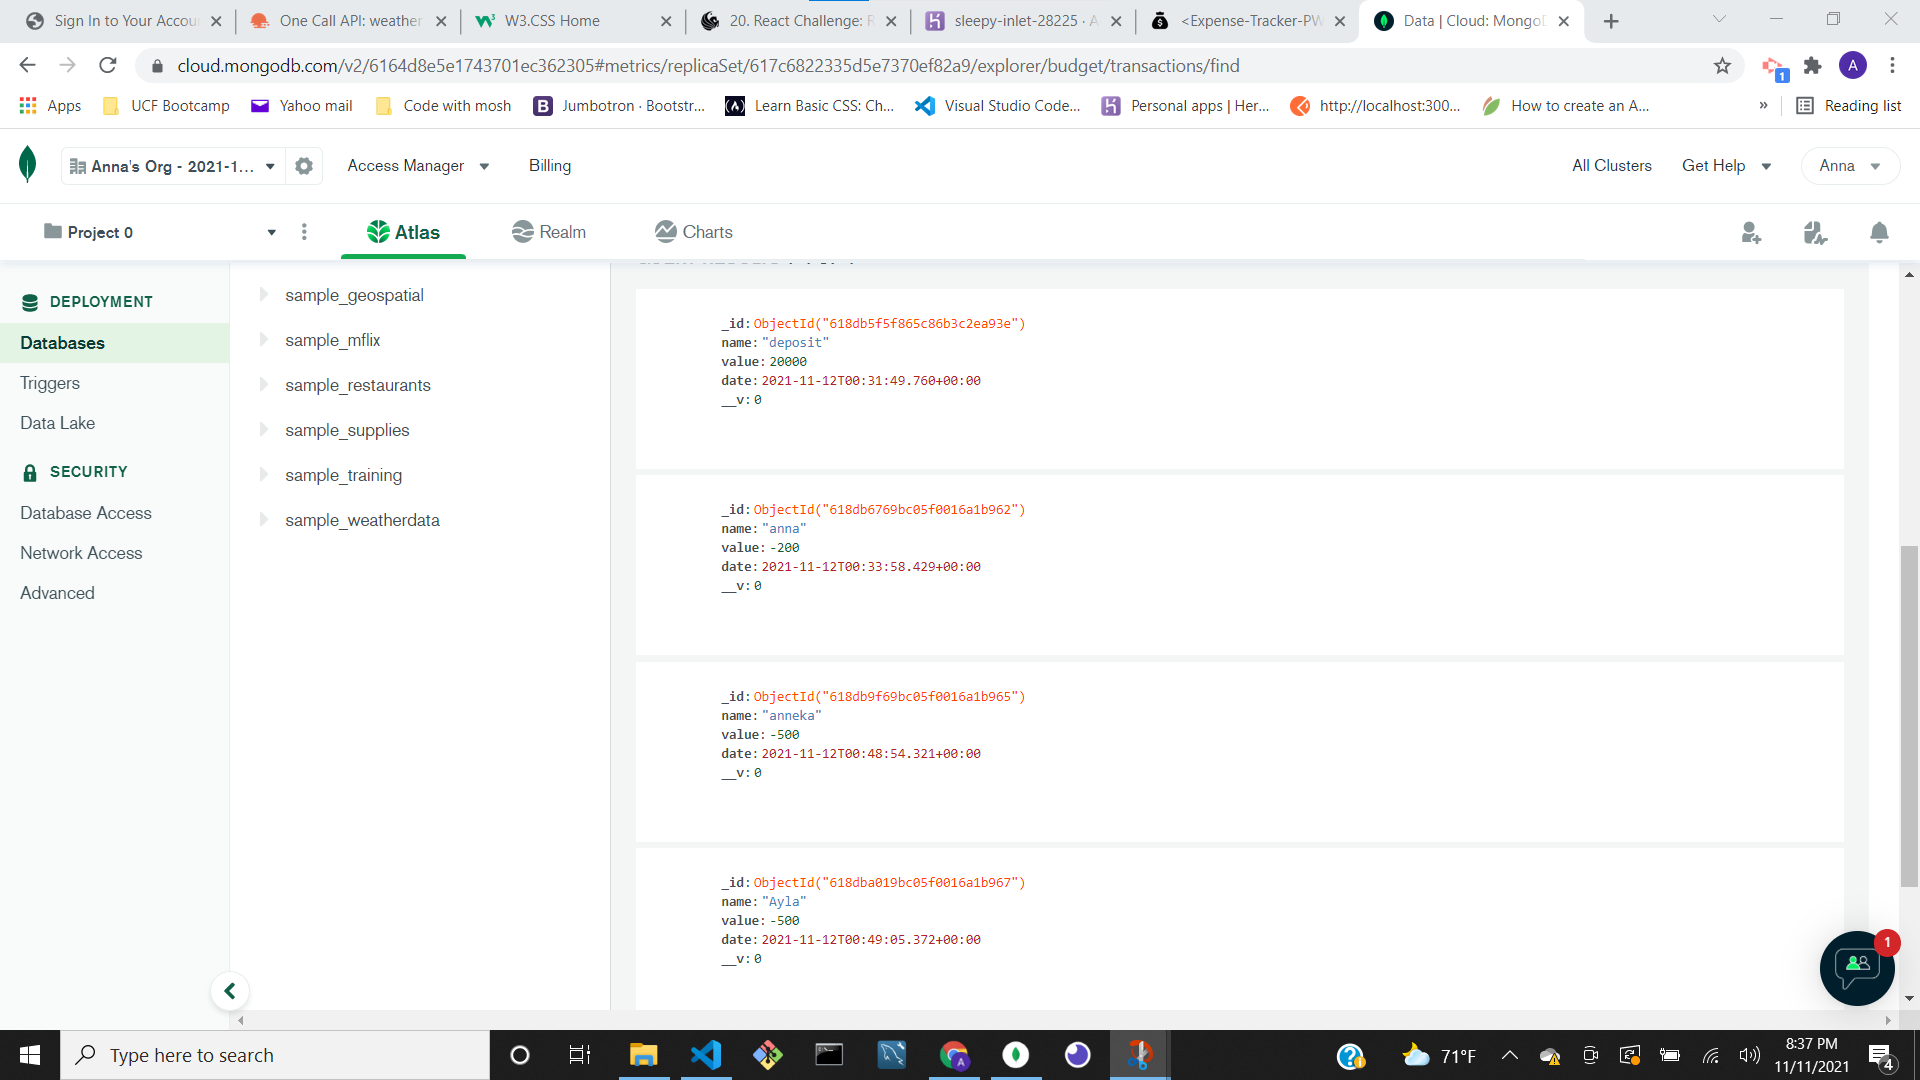 Sign In to Your Accou
One Call API: weather
W3.CSS Home
20. React Challenge: R
sleepy-inlet-28225 · A
<Expense-Tracker-PW
Data | Cloud: MongoD
cloud.mongodb.com/v2/6164d8e5e1743701ec362305#metrics/replicaSet/617c6822335d5e7370ef82a9/explorer/budget/transactions/find
1
A
Apps
UCF Bootcamp
Yahoo mail
Code with mosh
Jumbotron · Bootstr...
Learn Basic CSS: Ch...
Visual Studio Code...
Personal apps | Her...
http://localhost:300...
How to create an A...
»
Reading list
Anna's Org - 2021-1...
Access Manager
Billing
All Clusters
Get Help
Anna
Project 0
Atlas
Realm
Charts
DEPLOYMENT
Databases
Triggers
Data Lake
SECURITY
Database Access
Network Access
Advanced
sample_geospatial
sample_mflix
sample_restaurants
sample_supplies
sample_training
sample_weatherdata
_id: ObjectId("618db5f5f865c86b3c2ea93e")
name: "deposit"
value: 20000
date: 2021-11-12T00:31:49.760+00:00
__v: 0
_id: ObjectId("618db6769bc05f0016a1b962")
name: "anna"
value: -200
date: 2021-11-12T00:33:58.429+00:00
__v: 0
_id: ObjectId("618db9f69bc05f0016a1b965")
name: "anneka"
value: -500
date: 2021-11-12T00:48:54.321+00:00
__v: 0
_id: ObjectId("618dba019bc05f0016a1b967")
name: "Ayla"
value: -500
date: 2021-11-12T00:49:05.372+00:00
__v: 0
1
Type here to search
71°F
8:37 PM
11/11/2021
4